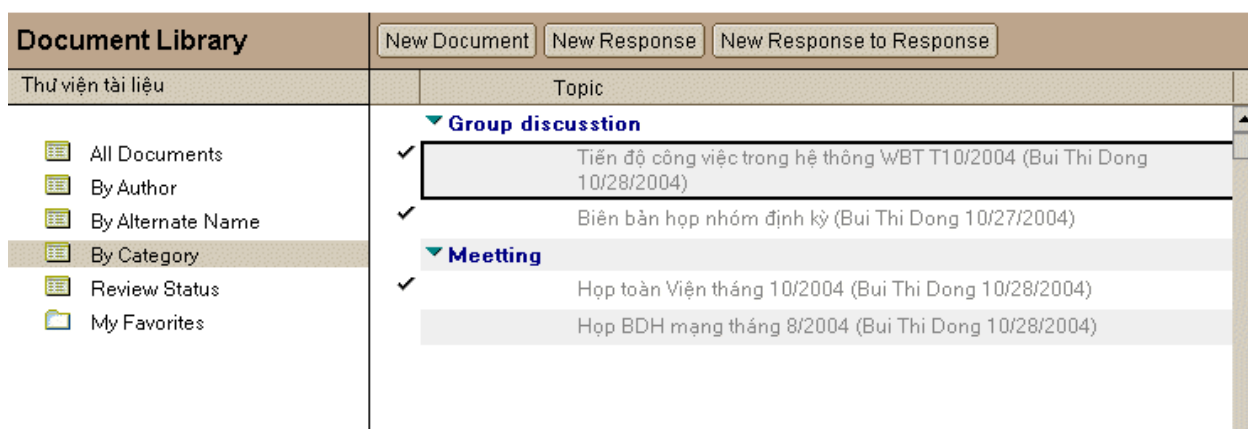 Document Library
New Document New Response New Response to Response
Thư viện tài liệu
Topic
Group discusstion
All Documents
Tiến độ công việc trong hệ thông WBT T10/2004 (Bui Thi Dong
10/28/2004)
By Author
By Alternate Name
Biên bản họp nhóm định kỳ (Bui Thi Dong 10/27/2004)
By Category
Meetting
Review Status
Họp toàn Viện tháng 10/2004 (Bui Thi Dong 10/28/2004)
My Favorites
Họp BDH mạng tháng 8/2004 (Bui Thi Dong 10/28/2004)